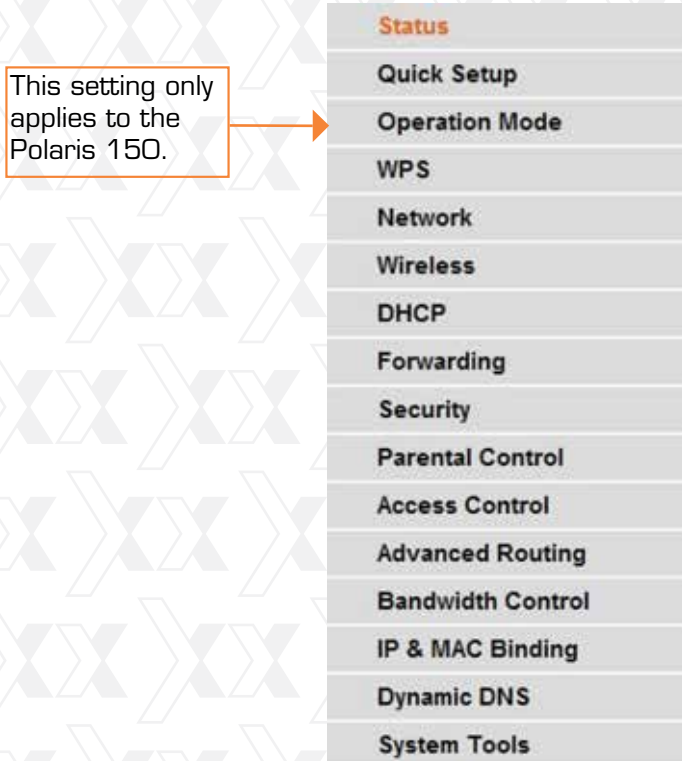 Status
Quick Setup
This setting only
applies to the
Polaris 150.
Operation Mode
WPS
Network
Wireless
DHCP
Forwarding
Security
Parental Control
Access Control
Advanced Routing
Bandwidth Control
IP & MAC Binding
Dynamic DNS
System Tools